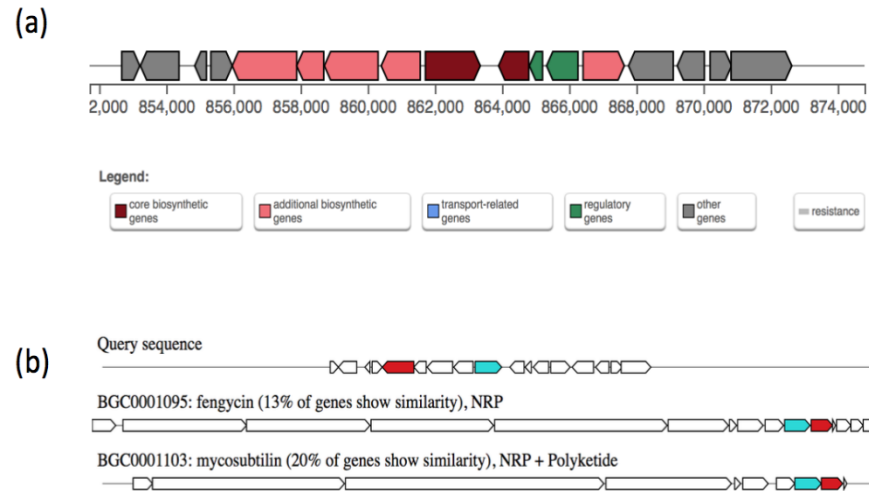 (a)
2,000 854,000 856,000 858,000 860,000 862,000 864,000 866,000 868,000 870,000 872,000 874,000
Legend:
core biosynthetic genes
additional biosynthetic genes
transport-related genes
regulatory genes
other genes
resistance
(b)
Query sequence
BGC0001095: fengycin (13% of genes show similarity), NRP
BGC0001103: mycosubtilin (20% of genes show similarity), NRP + Polyketide